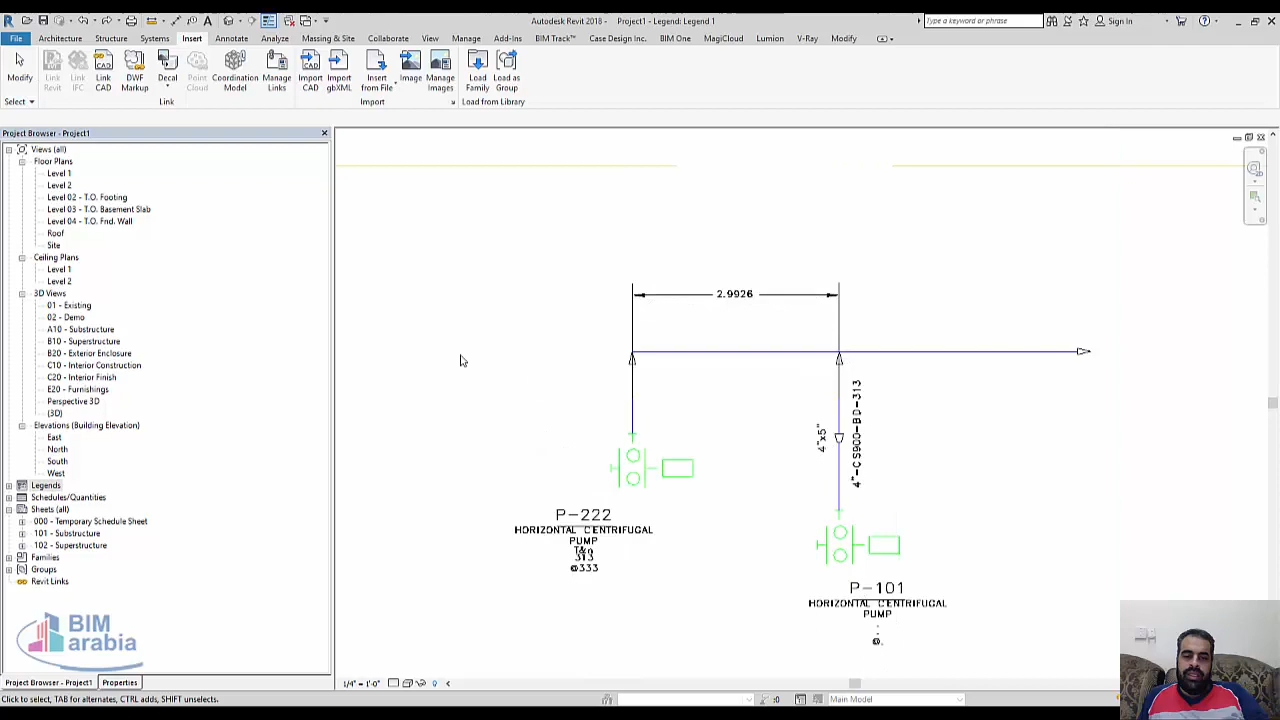 Autodesk Revit 2018 - Project1 - Legend: Legend 1
Type a keyword or phrase
Sign In
File Architecture Structure Systems Insert Annotate Analyze Massing & Site Collaborate View Manage Add-Ins BIM Track™ Case Design Inc. BIM One MagiCloud Lumion V-Ray Modify
Modify
Link Revit
Link IFC
Link CAD
DWF Markup
Decal
Point Cloud
Coordination Model
Manage Links
Import CAD
Import gbXML
Insert from File
Image
Manage Images
Load Family
Load as Group
Select
Link
Import
Load from Library
Project Browser - Project1
Views (all)
Floor Plans
Level 1
Level 2
Level 02 - T.O. Footing
Level 03 - T.O. Basement Slab
Level 04 - T.O. Fnd. Wall
Roof
Site
Ceiling Plans
Level 1
Level 2
3D Views
01 - Existing
02 - Demo
A10 - Substructure
B10 - Superstructure
B20 - Exterior Enclosure
C10 - Interior Construction
C20 - Interior Finish
E20 - Furnishings
Perspective 3D
{3D}
Elevations (Building Elevation)
East
North
South
West
Legends
Schedules/Quantities
Sheets (all)
000 - Temporary Schedule Sheet
101 - Substructure
102 - Superstructure
Families
Groups
Revit Links
BIM
arabia
2.9926
4"x5"
4"-CS900-BD-313
P-222
HORIZONTAL CENTRIFUGAL
PUMP
313
@333
P-101
HORIZONTAL CENTRIFUGAL
PUMP
@.
Project Browser - Project1
Properties
1/4" = 1'-0"
Click to select, TAB for alternates, CTRL adds, SHIFT unselects.
:0
Main Model